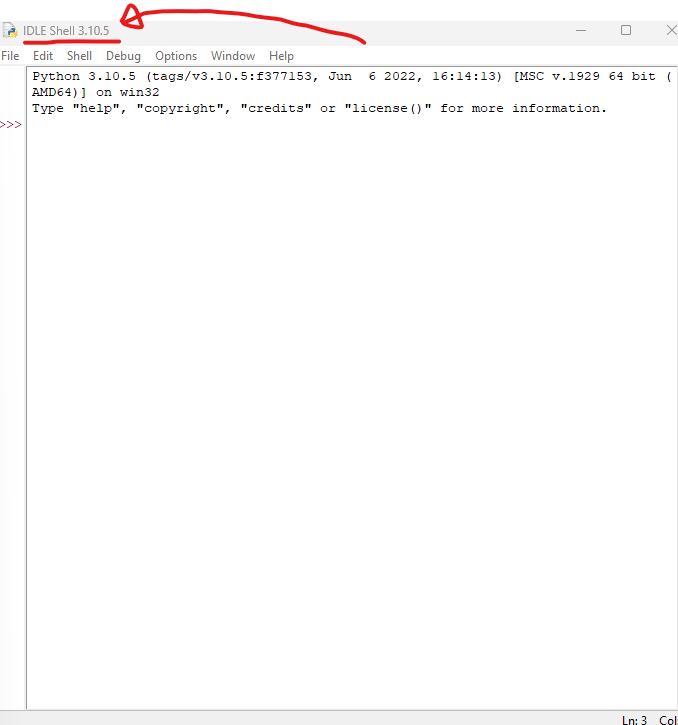 IDLE Shell 3.10.5
File Edit Shell Debug Options Window Help
Python 3.10.5 (tags/v3.10.5:f377153, Jun  6 2022, 16:14:13) [MSC v.1929 64 bit (
AMD64)] on win32
Type "help", "copyright", "credits" or "license()" for more information.
>>>
Ln: 3 Col